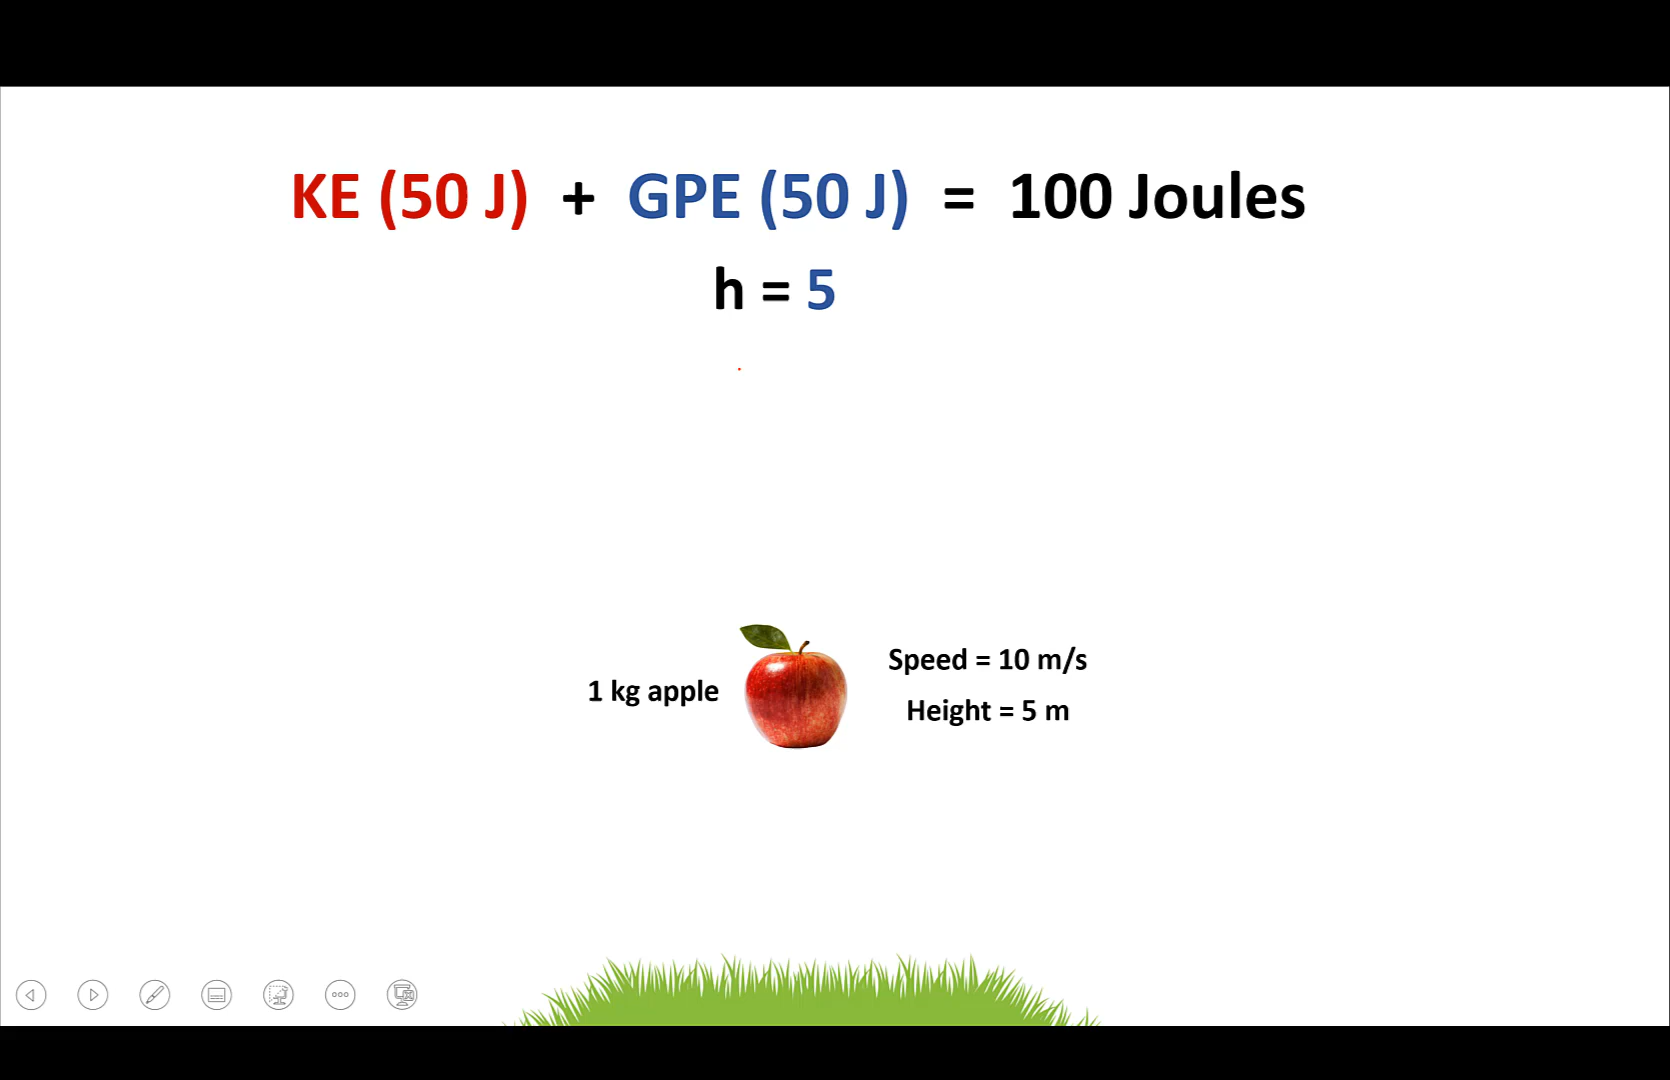 KE (50 J) + GPE (50 J) = 100 Joules
h = 5
1 kg apple
Speed = 10 m/s
Height = 5 m